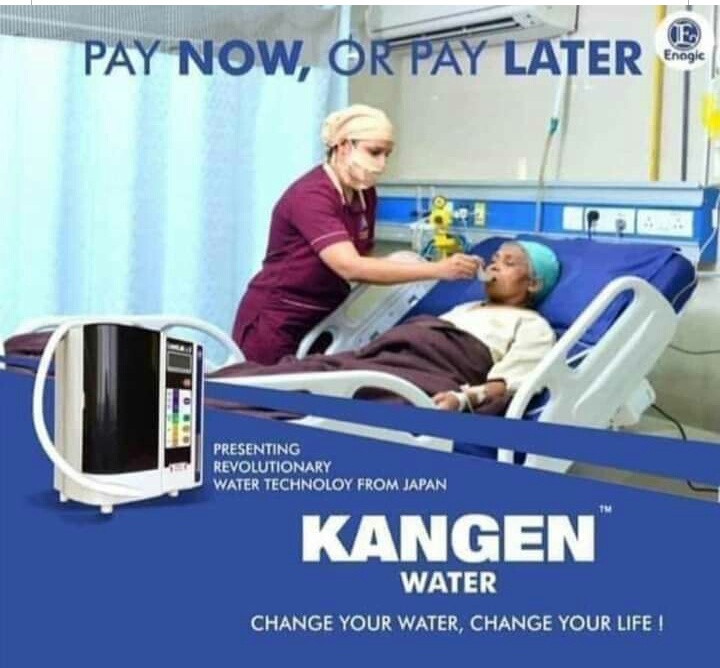 PAY NOW, OR PAY LATER
E
Enagic
PRESENTING
REVOLUTIONARY
WATER TECHNOLOY FROM JAPAN
KANGEN™
WATER
CHANGE YOUR WATER, CHANGE YOUR LIFE !